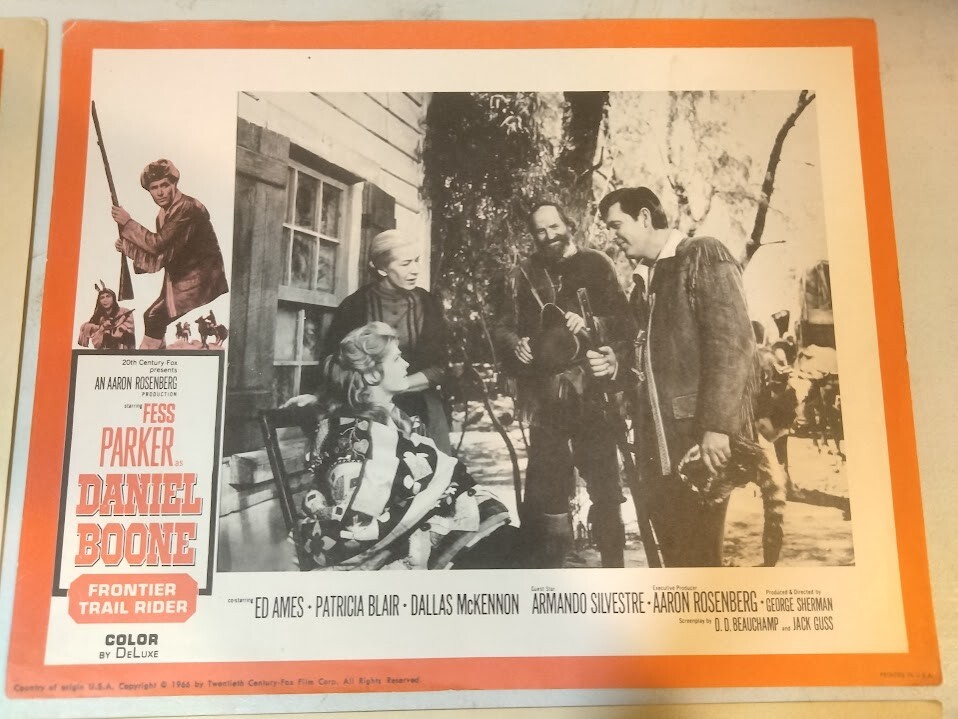 20th Century-Fox
presents
AN AARON ROSENBERG
PRODUCTION
starring FESS
PARKER as
DANIEL
BOONE
FRONTIER
TRAIL RIDER
COLOR
BY DELUXE
co-starring ED AMES • PATRICIA BLAIR • DALLAS McKENNON
Guest Star
ARMANDO SILVESTRE •
Executive Producer
AARON ROSENBERG •
Produced & Directed by
GEORGE SHERMAN
Screenplay by D. D. BEAUCHAMP and JACK GUSS
Country of origin U.S.A. Copyright © 1966 by Twentieth Century-Fox Film Corp. All Rights Reserved.
PRINTED IN U.S.A.